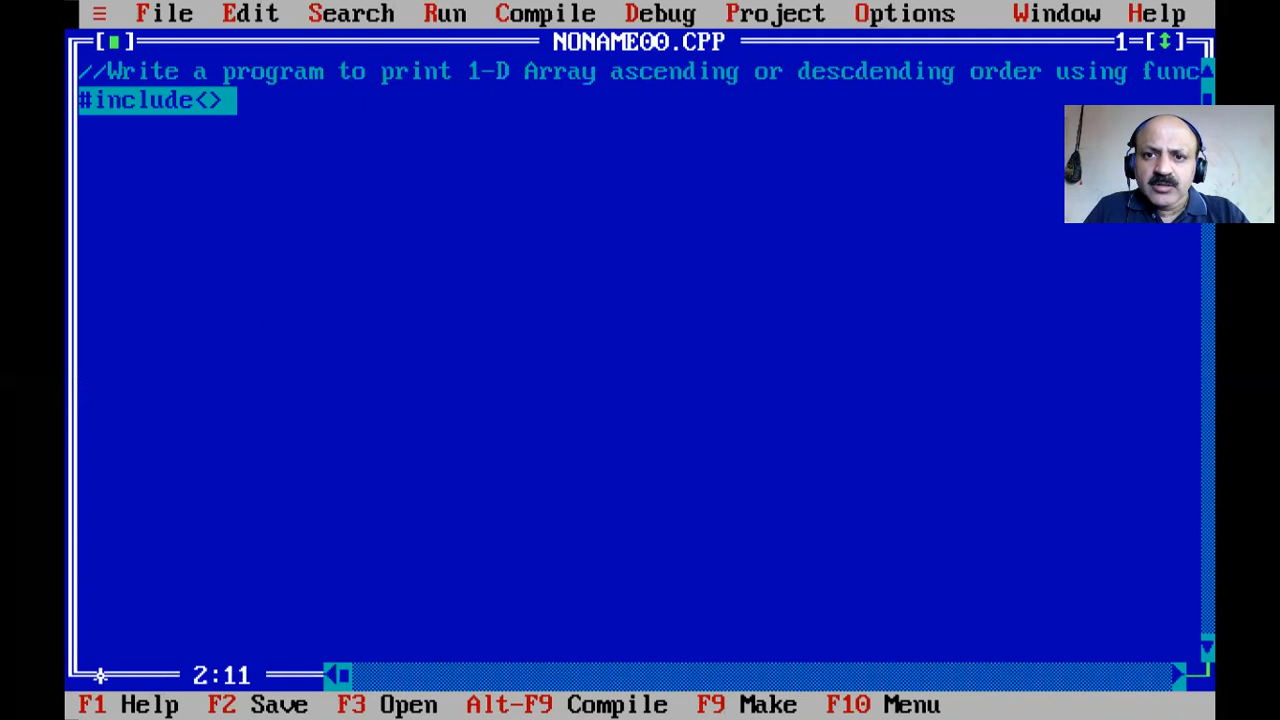 ≡ File Edit Search Run Compile Debug Project Options Window Help
[■] NONAME00.CPP 1=[↕]
//Write a program to print 1-D Array ascending or descdending order using func
#include<>
2:11
F1 Help F2 Save F3 Open Alt-F9 Compile F9 Make F10 Menu